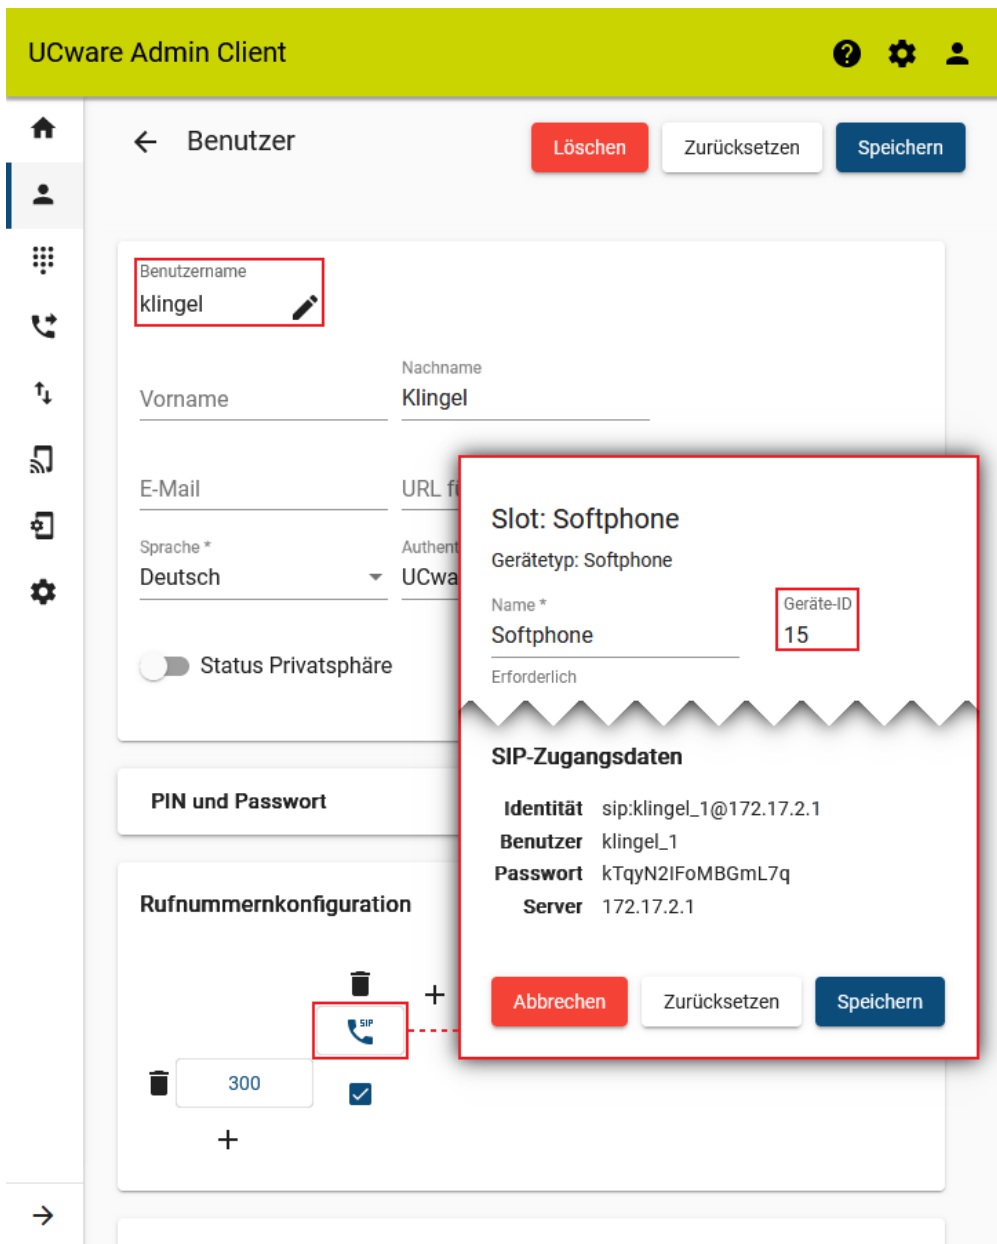 UCware Admin Client
Benutzer
Löschen
Zurücksetzen
Speichern
Benutzername
klingel
Nachname
Vorname
Klingel
E-Mail
URL fü
Sprache *
Authent
Deutsch
UCwa
Status Privatsphäre
PIN und Passwort
Rufnummernkonfiguration
SIP
300
Slot: Softphone
Gerätetyp: Softphone
Name *
Geräte-ID
Softphone
15
Erforderlich
SIP-Zugangsdaten
Identität sip:klingel_1@172.17.2.1
Benutzer klingel_1
Passwort kTqyN2IFoMBGmL7q
Server 172.17.2.1
Abbrechen
Zurücksetzen
Speichern